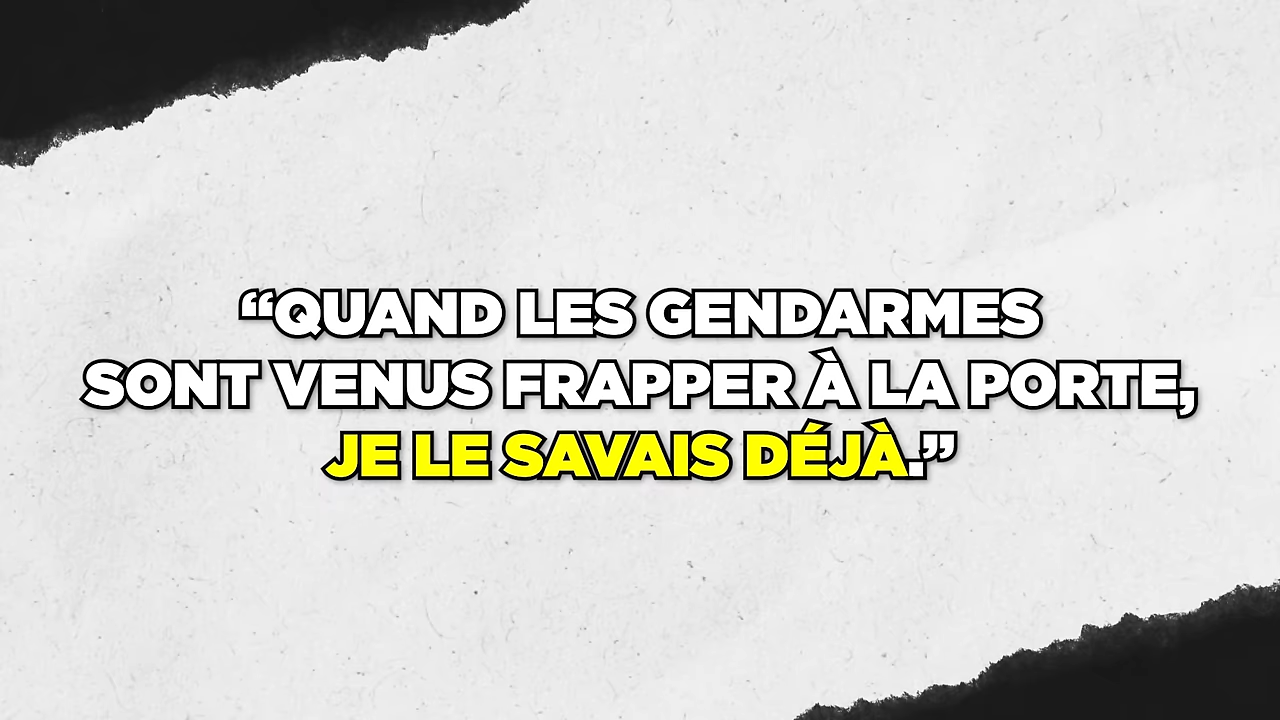 “QUAND LES GENDARMES
SONT VENUS FRAPPER À LA PORTE,
JE LE SAVAIS DÉJÀ.”